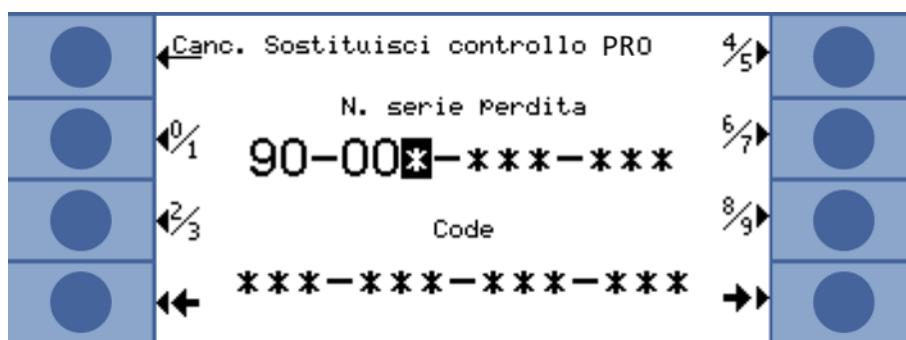 Canc. Sostituisci controllo PRO 4/5
N. serie Perdita
0/1 90-00*-***-*** 6/7
2/3 Code 8/9
***-***-***-***